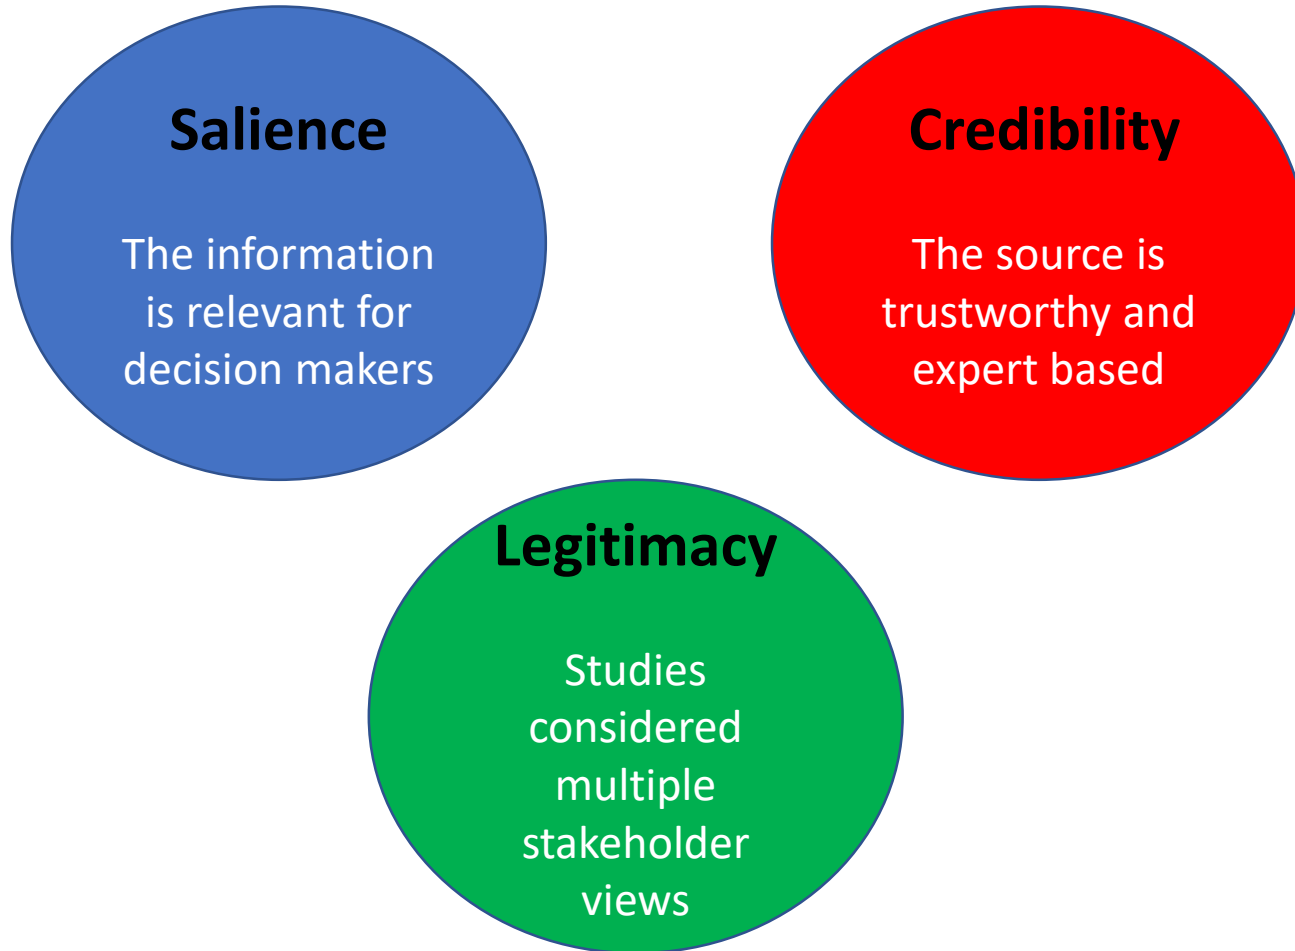 Salience
The information
is relevant for
decision makers
Credibility
The source is
trustworthy and
expert based
Legitimacy
Studies
considered
multiple
stakeholder
views